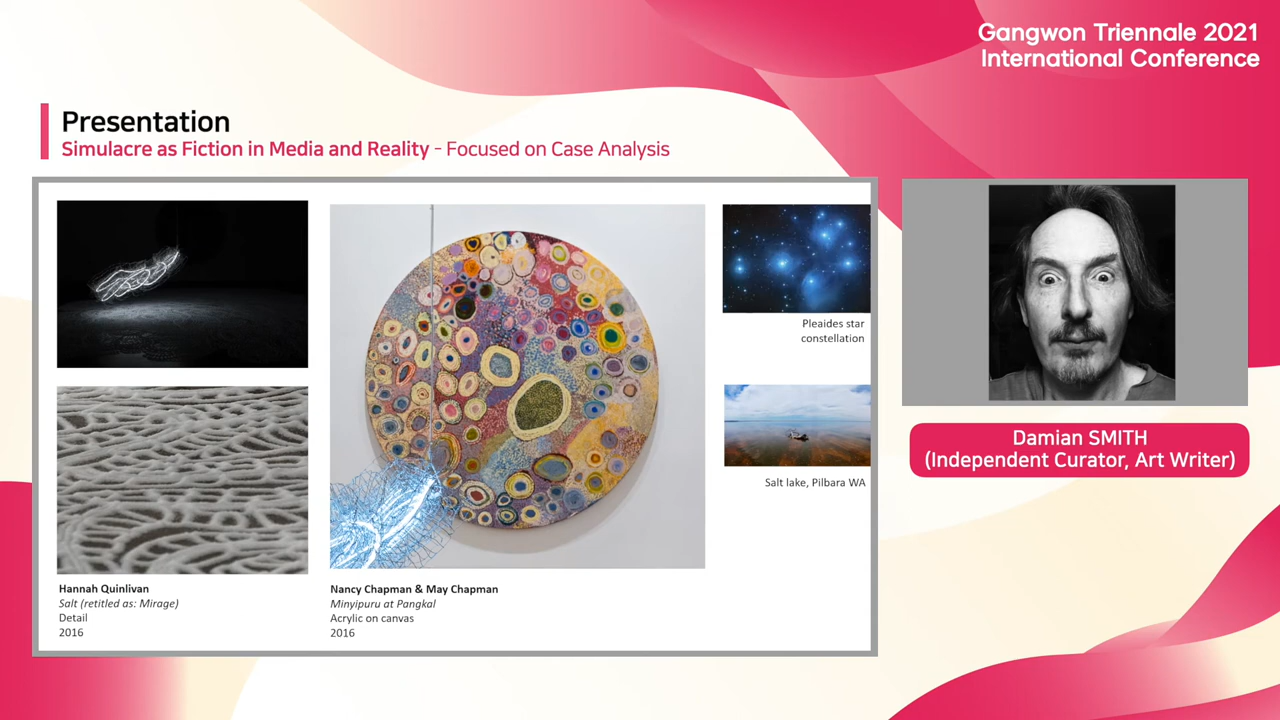 Gangwon Triennale 2021
International Conference
Presentation
Simulacre as Fiction in Media and Reality - Focused on Case Analysis
Pleaides star
constellation
Salt lake, Pilbara WA
Hannah Quinlivan
Salt (retitled as: Mirage)
Detail
2016
Nancy Chapman & May Chapman
Minyipuru at Pangkal
Acrylic on canvas
2016
Damian SMITH
(Independent Curator, Art Writer)